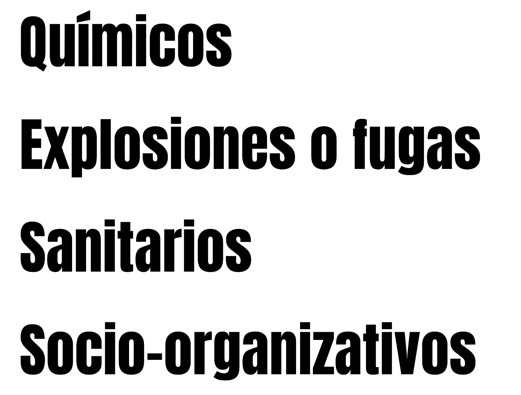 Químicos
Explosiones o fugas
Sanitarios
Socio-organizativos